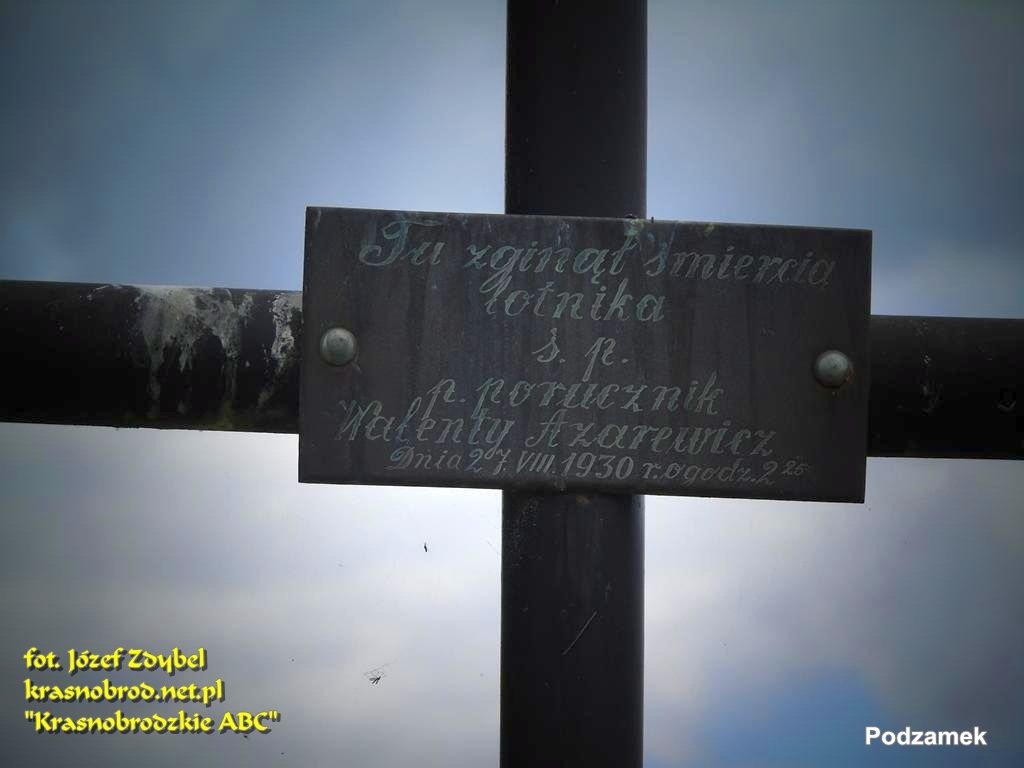 Tu zginął śmiercia
lotnika
ś. p.
p. porucznik
Walenty Azarewicz
Dnia 27. VIII. 1930 r. o godz. 2 25
fot. Józef Zdybel
krasnobrod.net.pl
"Krasnobrodzkie ABC"
Podzamek